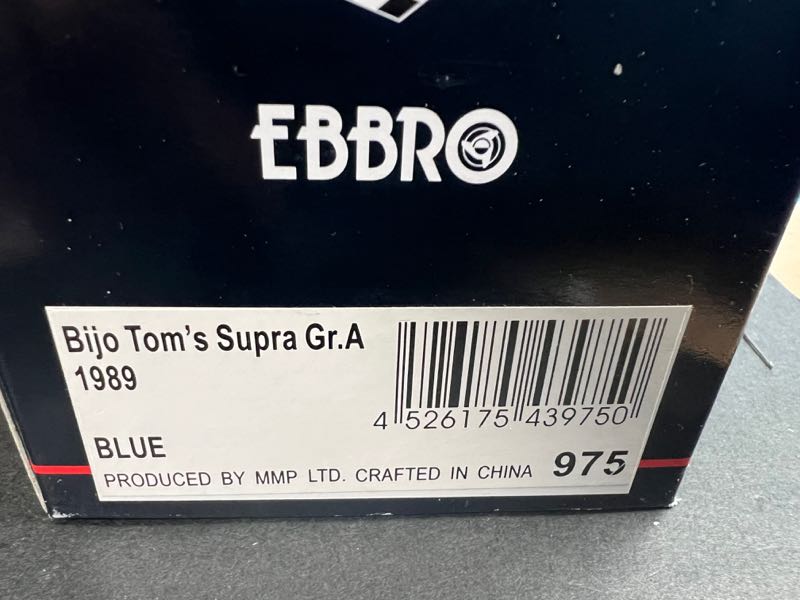 EBBRO
Bijo Tom's Supra Gr.A
1989
4 526175 439750
BLUE
PRODUCED BY MMP LTD. CRAFTED IN CHINA 975